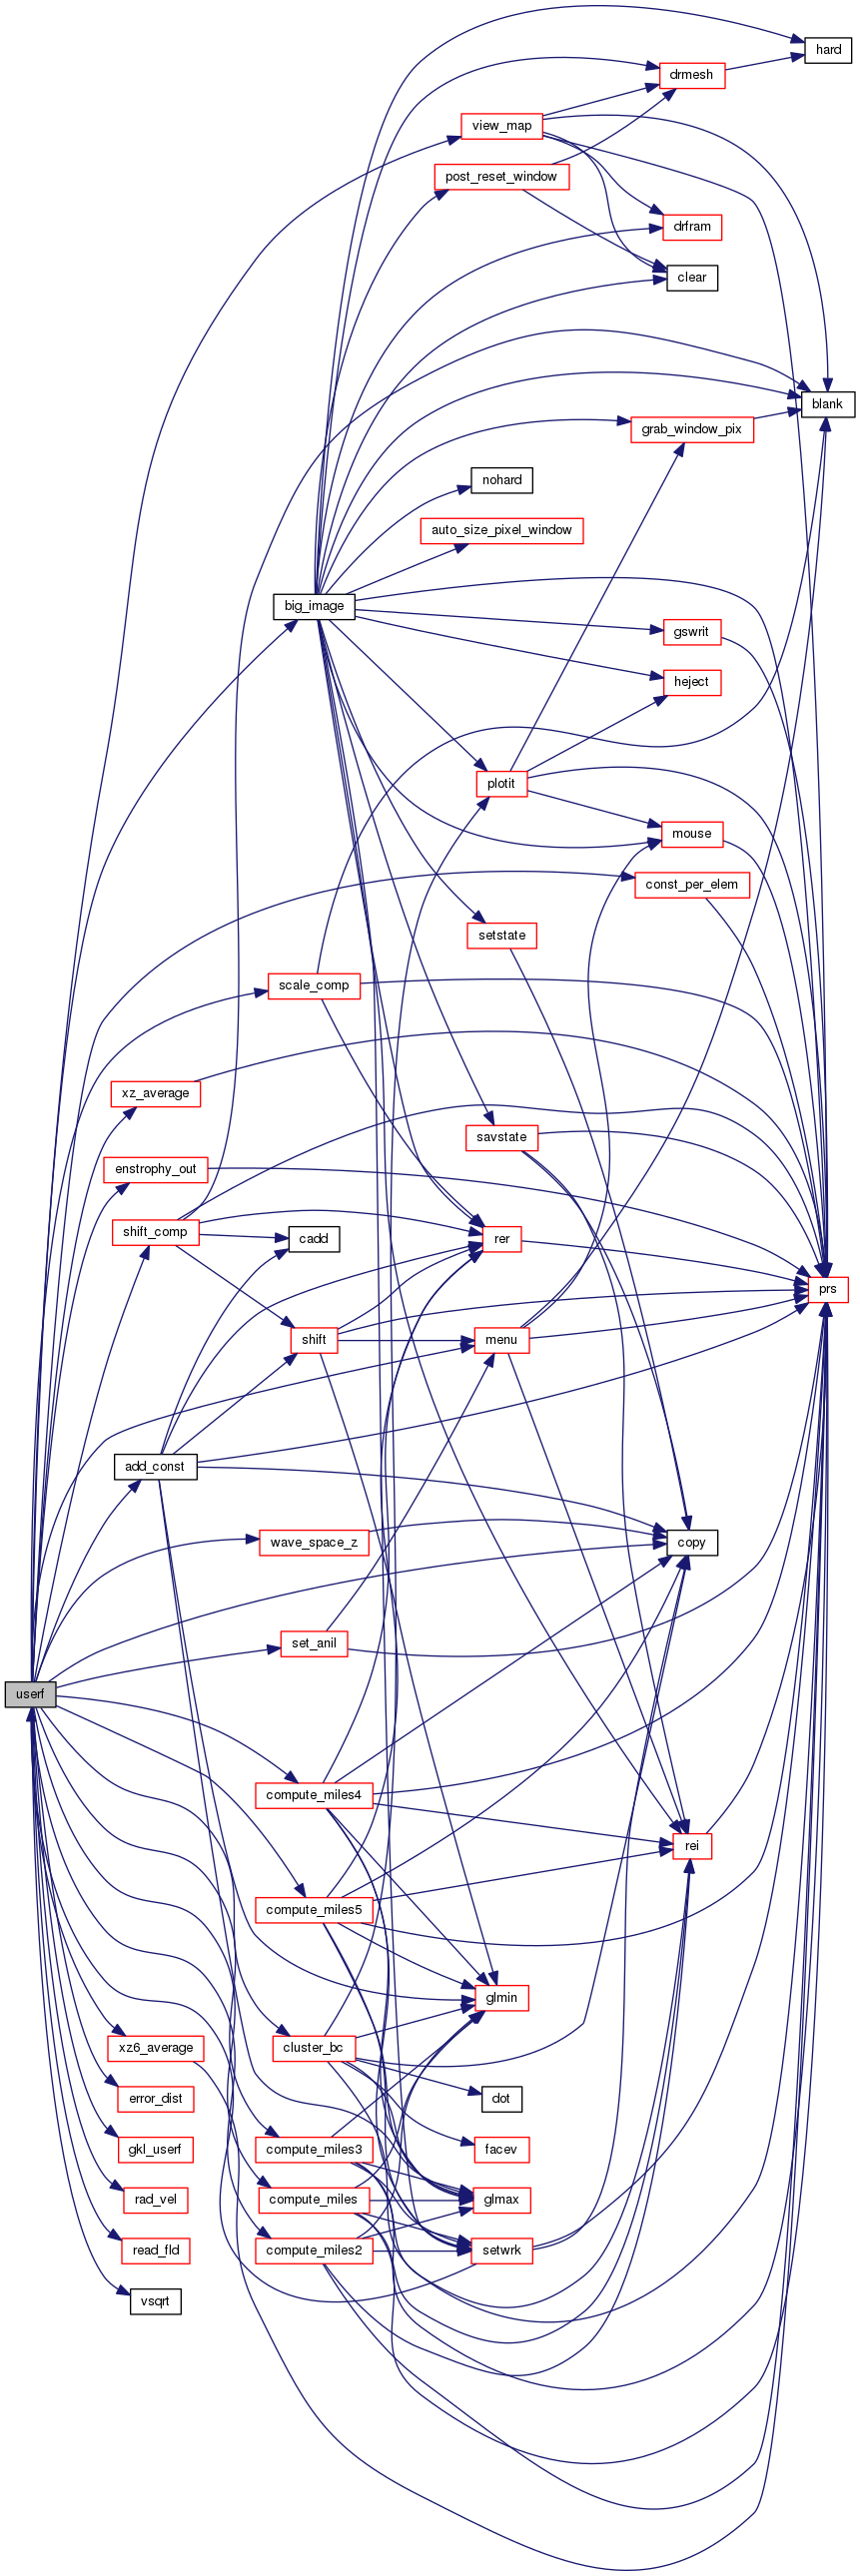 hard
drmesh
view_map
post_reset_window
drfram
clear
blank
grab_window_pix
nohard
auto_size_pixel_window
big_image
gswrit
heject
plotit
mouse
const_per_elem
setstate
scale_comp
xz_average
savstate
enstrophy_out
shift_comp
cadd
rer
prs
shift
menu
add_const
wave_space_z
copy
set_anil
userf
compute_miles4
rei
compute_miles5
glmin
xz6_average
cluster_bc
error_dist
dot
gkl_userf
compute_miles3
facev
rad_vel
compute_miles
glmax
read_fld
compute_miles2
setwrk
vsqrt